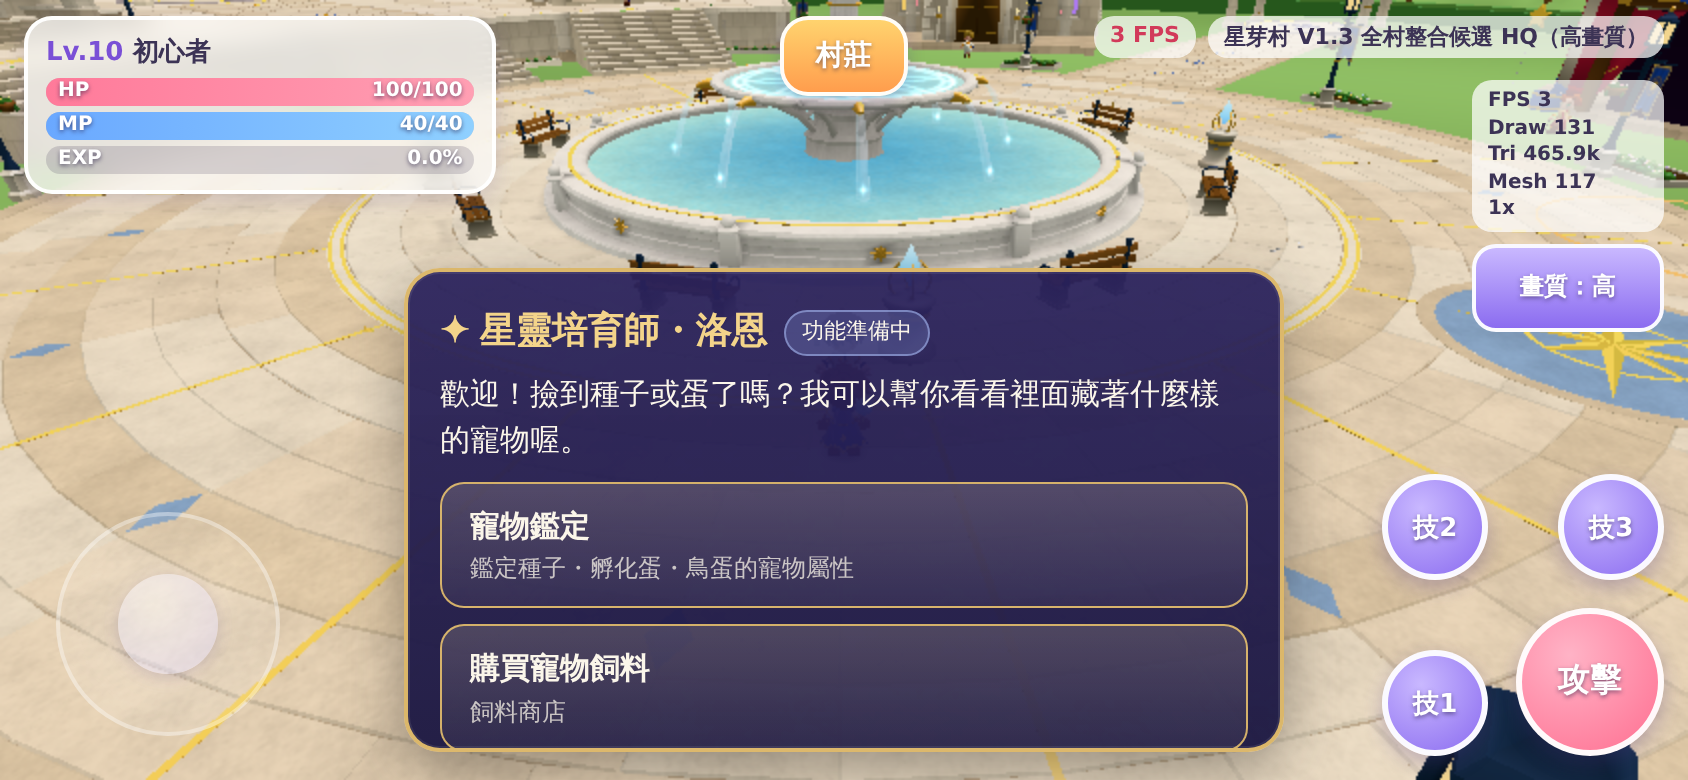 Lv.10 初心者
HP 100/100
MP 40/40
EXP 0.0%
村莊
3 FPS
星芽村 V1.3 全村整合候選 HQ（高畫質）
FPS 3
Draw 131
Tri 465.9k
Mesh 117
1x
畫質：高
✦ 星靈培育師・洛恩
功能準備中
歡迎！撿到種子或蛋了嗎？我可以幫你看看裡面藏著什麼樣
的寵物喔。
寵物鑑定
鑑定種子・孵化蛋・鳥蛋的寵物屬性
購買寵物飼料
飼料商店
技2
技3
技1
攻擊